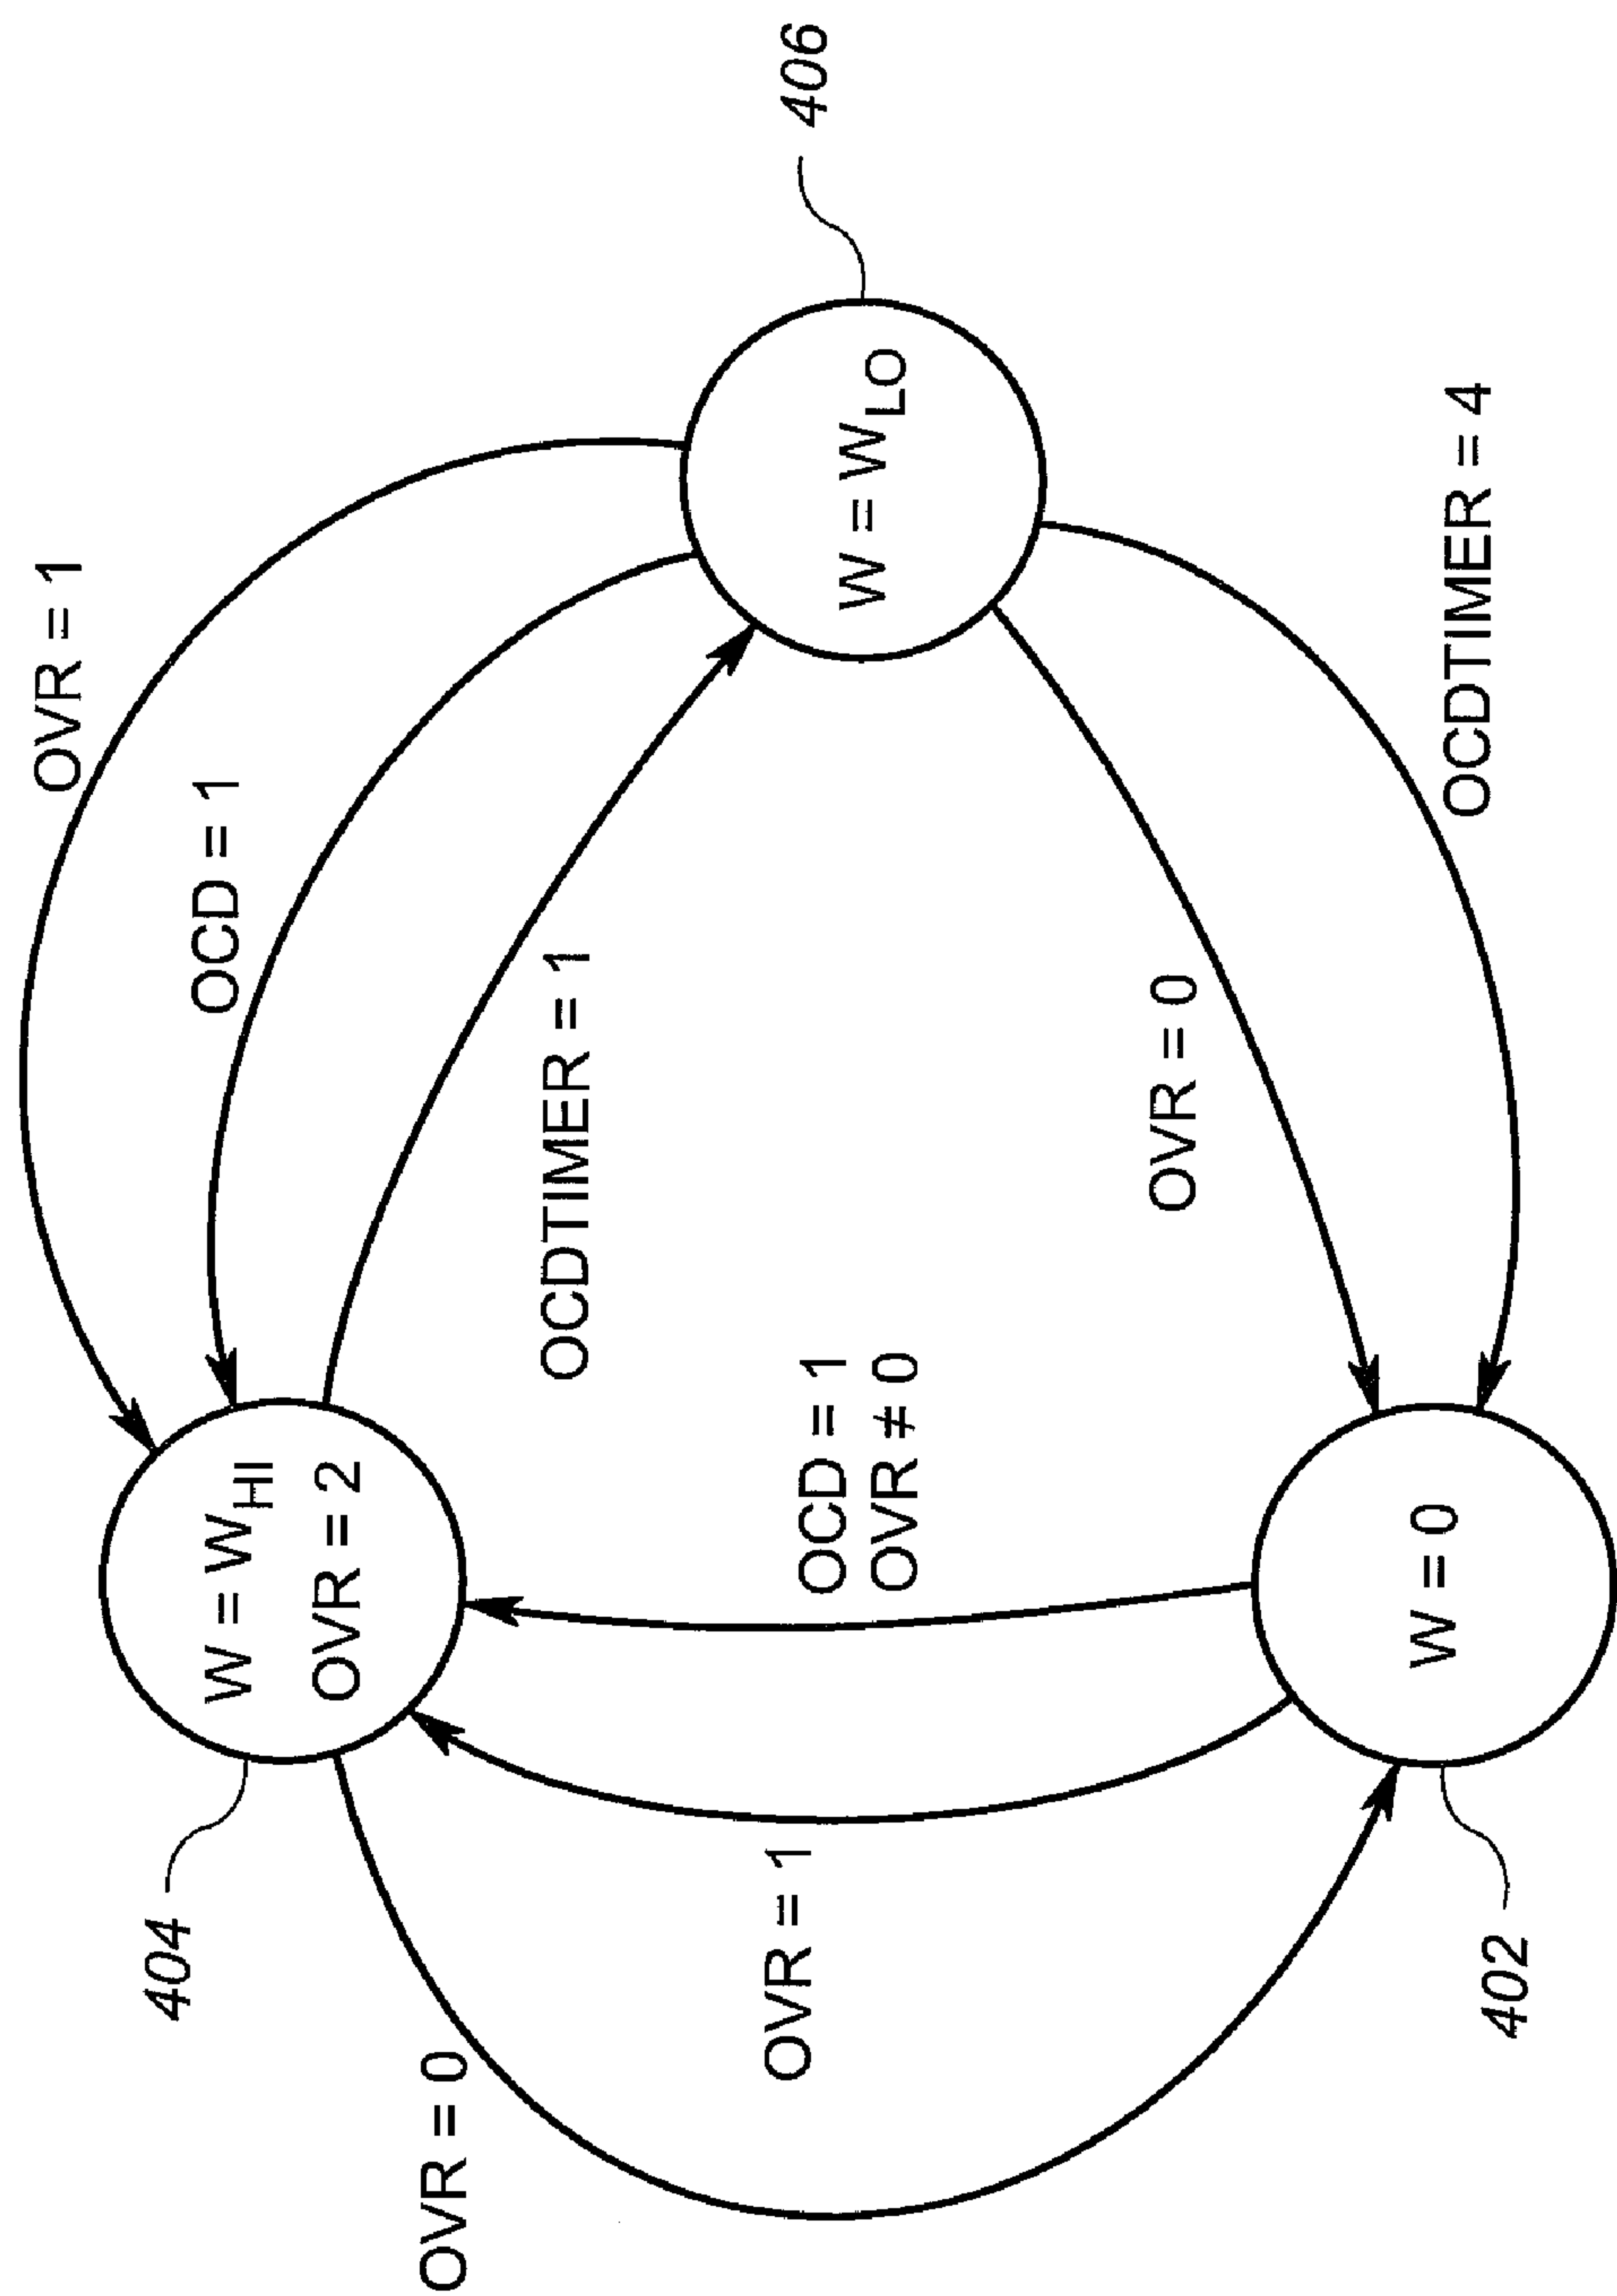 OVR = 0
404
W = W_HI
OVR = 2
OVR = 1
OCD = 1
OCDTIMER = 1
OVR = 1
OCD = 1
OVR ≠ 0
406
W = W_LO
OVR = 0
402
W = 0
OCDTIMER = 4